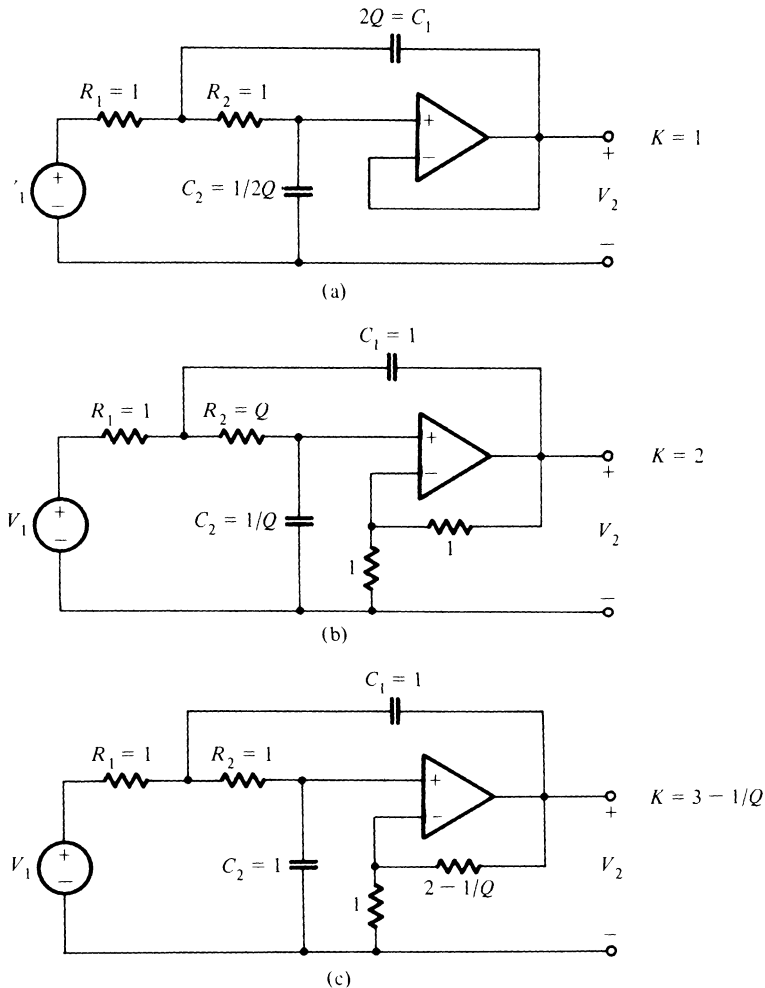 2Q = C₁
R₁ = 1
R₂ = 1
+
−
K = 1
+
−
′₁
C₂ = 1/2Q
+
V₂
−
(a)
C₁ = 1
R₁ = 1
R₂ = Q
+
−
K = 2
+
−
V₁
C₂ = 1/Q
+
V₂
1
1
−
(b)
C₁ = 1
R₁ = 1
R₂ = 1
+
−
K = 3 − 1/Q
+
−
V₁
C₂ = 1
+
V₂
2 − 1/Q
1
−
(c)